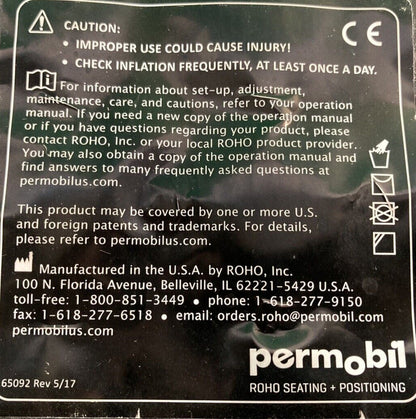 CAUTION:
• IMPROPER USE COULD CAUSE INJURY!
• CHECK INFLATION FREQUENTLY, AT LEAST ONCE A DAY.
CE
For information about set-up, adjustment,
maintenance, care, and cautions, refer to your operation
manual. If you need a new copy of the operation manual
or if you have questions regarding your product, please
contact ROHO, Inc. or your local ROHO product provider.
You may also obtain a copy of the operation manual and
find answers to many frequently asked questions at
permobilus.com.
This product may be covered by one or more U.S.
and foreign patents and trademarks. For details,
please refer to permobilus.com.
Manufactured in the U.S.A. by ROHO, Inc.
100 N. Florida Avenue, Belleville, IL 62221-5429 U.S.A.
toll-free: 1-800-851-3449 • phone: 1-618-277-9150
fax: 1-618-277-6518 • email: orders.roho@permobil.com
permobilus.com
permobil
65092 Rev 5/17
ROHO SEATING + POSITIONING